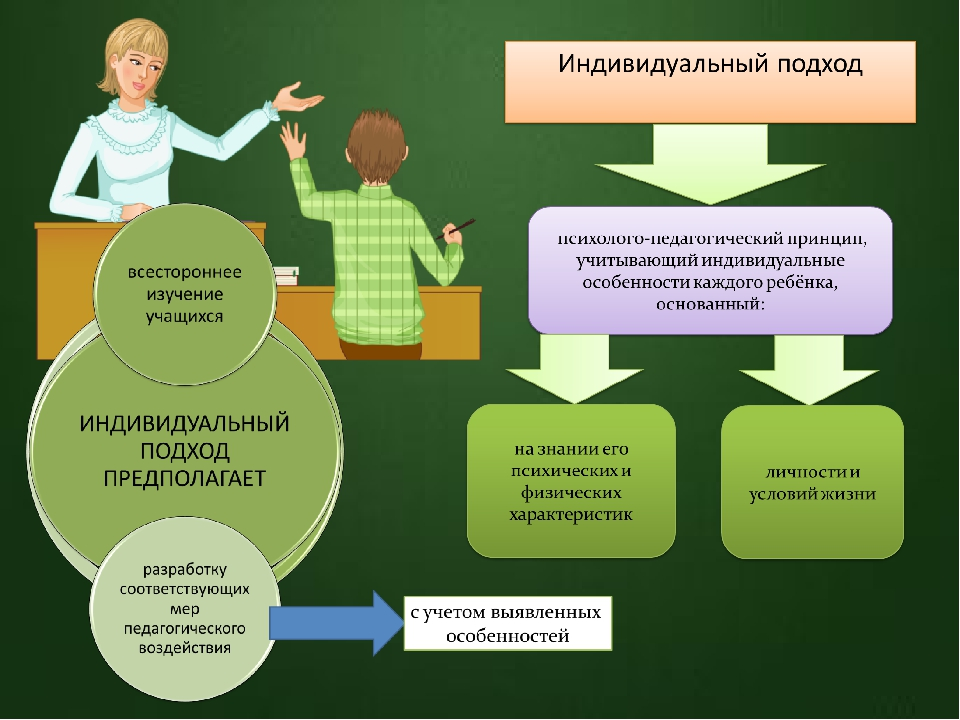 Индивидуальный подход
психолого-педагогический принцип,
учитывающий индивидуальные
особенности каждого ребёнка,
основанный:
на знании его
психических и
физических
характеристик
личности и
условий жизни
всестороннее
изучение
учащихся
ИНДИВИДУАЛЬНЫЙ
ПОДХОД
ПРЕДПОЛАГАЕТ
разработку
соответствующих
мер
педагогического
воздействия
с учетом выявленных
особенностей